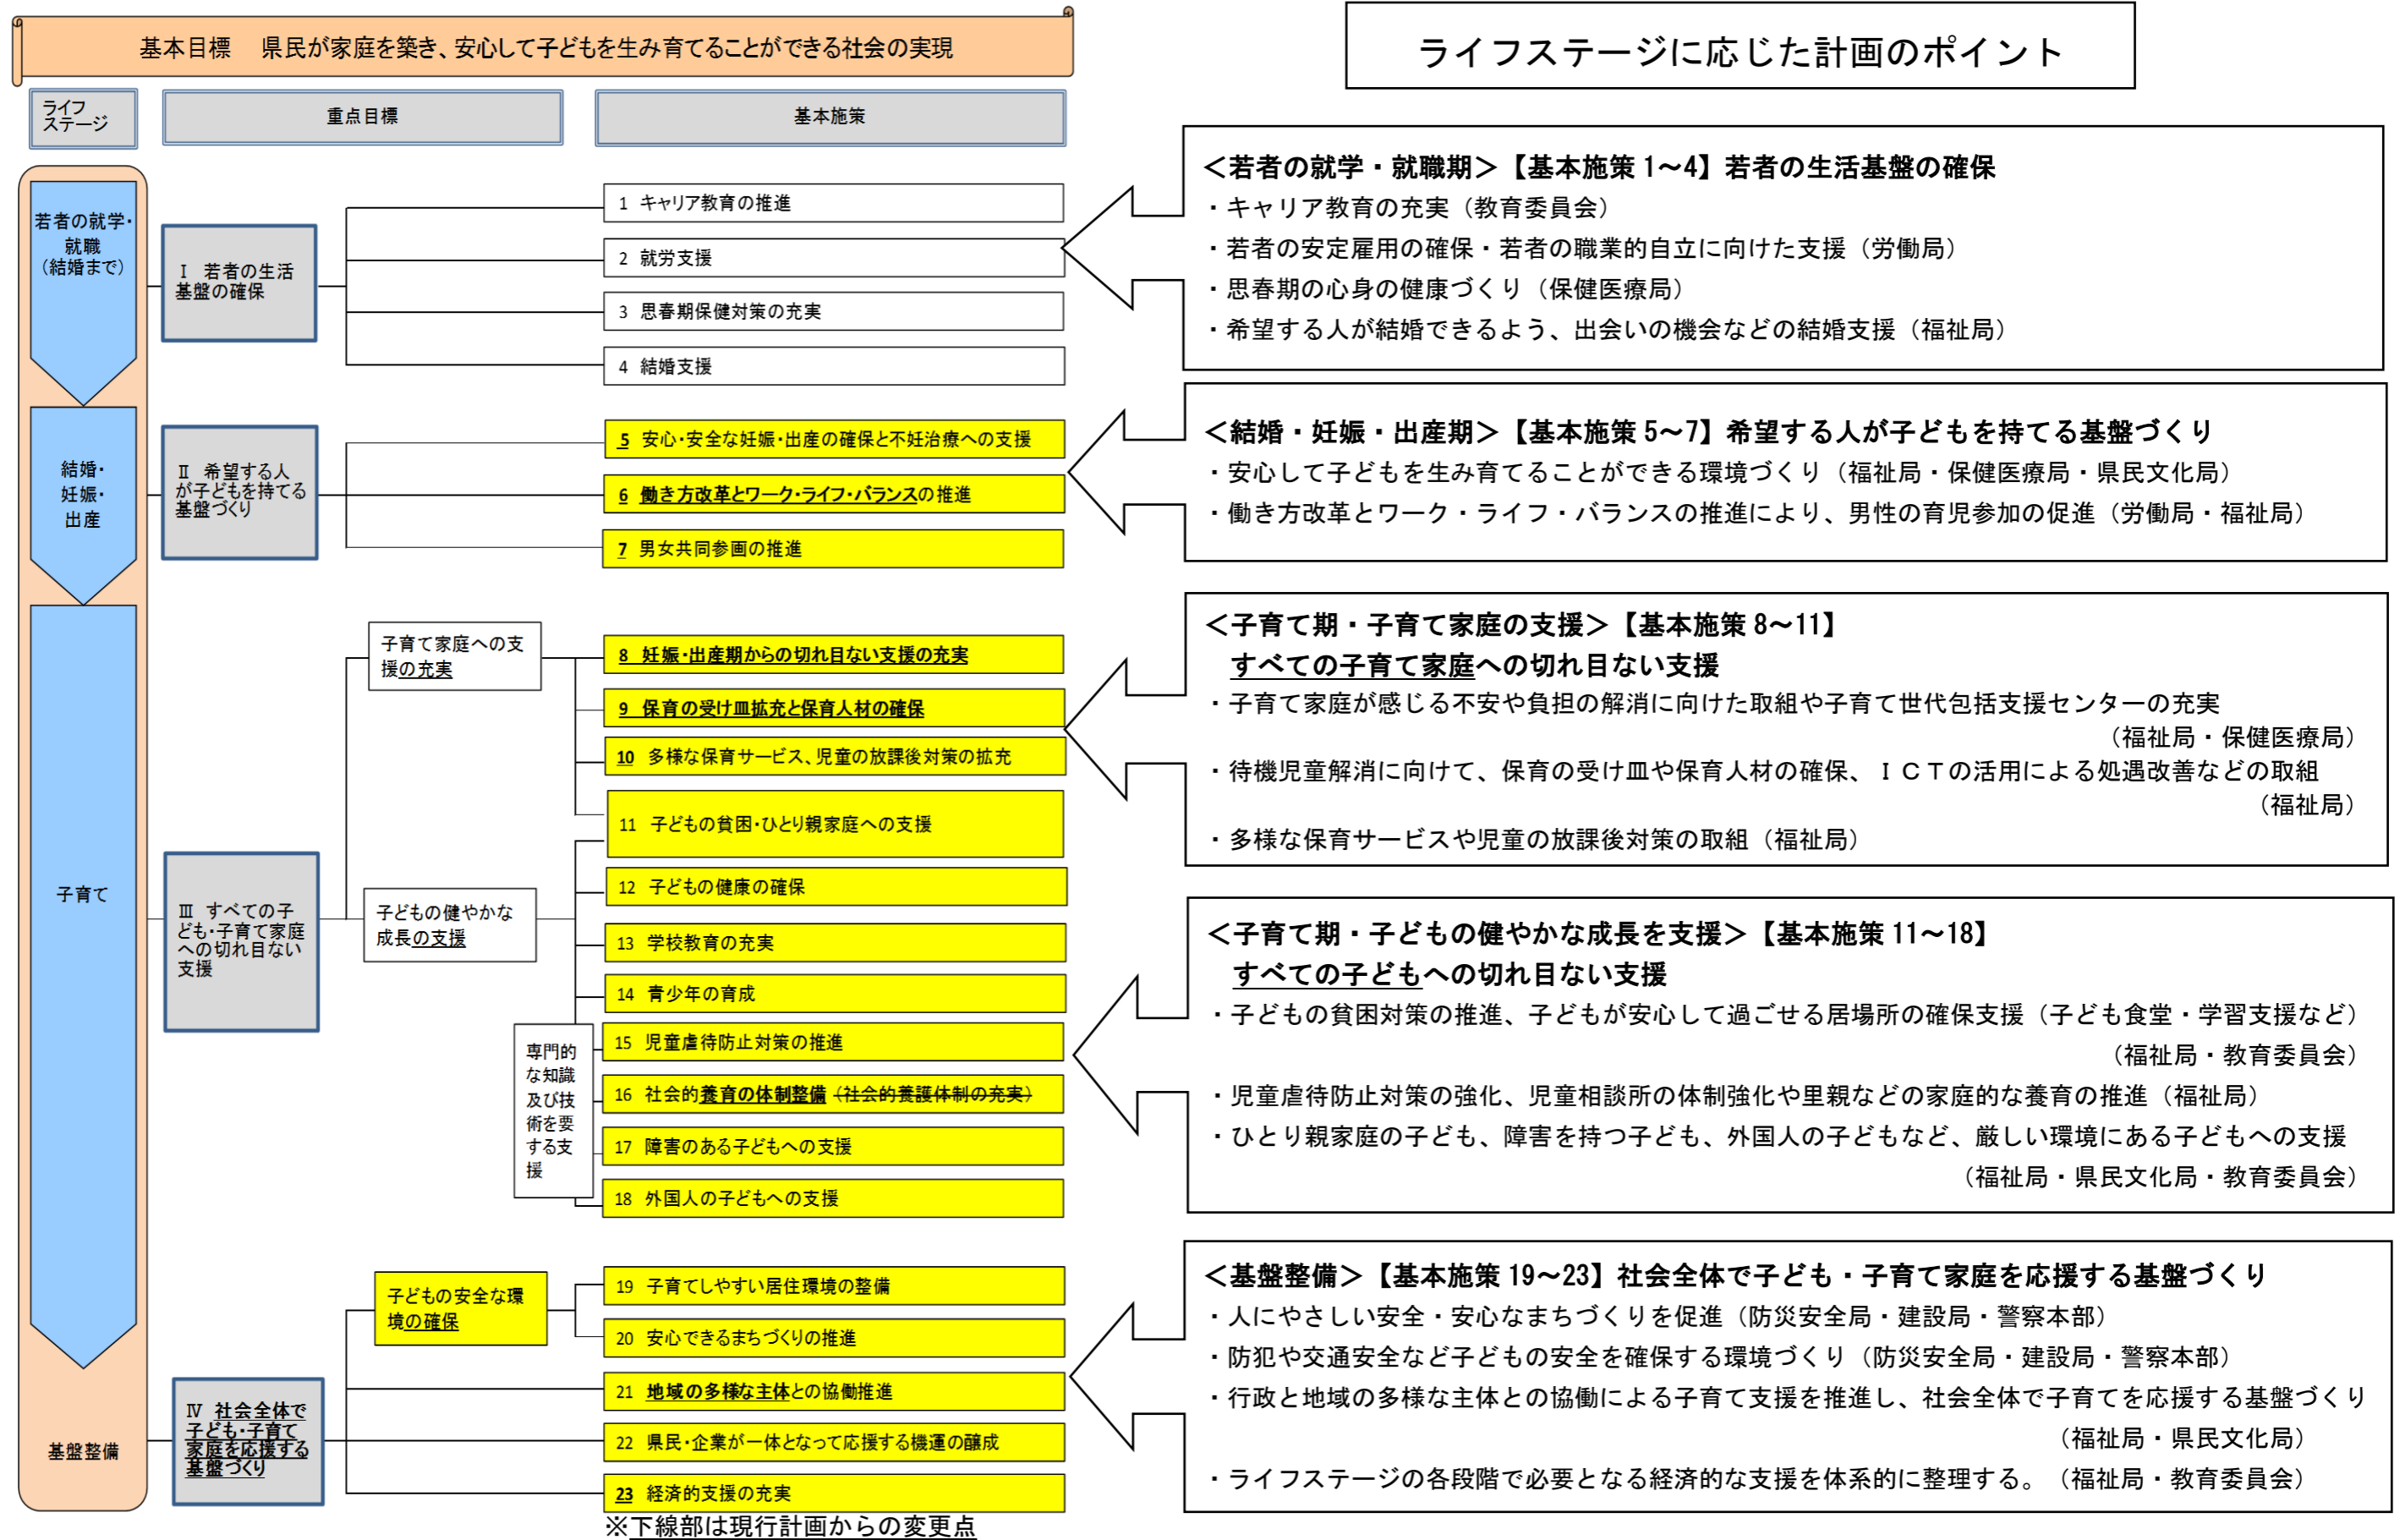 基本目標　県民が家庭を築き、安心して子どもを生み育てることができる社会の実現
ライフステージに応じた計画のポイント
ライフ
ステージ
重点目標
基本施策
若者の就学・
就職
（結婚まで）
Ⅰ　若者の生活
基盤の確保
1　キャリア教育の推進
2　就労支援
3　思春期保健対策の充実
4　結婚支援
＜若者の就学・就職期＞【基本施策 1～4】若者の生活基盤の確保
・キャリア教育の充実（教育委員会）
・若者の安定雇用の確保・若者の職業的自立に向けた支援（労働局）
・思春期の心身の健康づくり（保健医療局）
・希望する人が結婚できるよう、出会いの機会などの結婚支援（福祉局）
結婚・
妊娠・
出産
Ⅱ　希望する人
が子どもを持てる
基盤づくり
5　安心・安全な妊娠・出産の確保と不妊治療への支援
6　働き方改革とワーク・ライフ・バランスの推進
7　男女共同参画の推進
＜結婚・妊娠・出産期＞【基本施策 5～7】希望する人が子どもを持てる基盤づくり
・安心して子どもを生み育てることができる環境づくり（福祉局・保健医療局・県民文化局）
・働き方改革とワーク・ライフ・バランスの推進により、男性の育児参加の促進（労働局・福祉局）
子育て
Ⅲ　すべての子
ども・子育て家庭
への切れ目ない
支援
子育て家庭への支
援の充実
8　妊娠・出産期からの切れ目ない支援の充実
9　保育の受け皿拡充と保育人材の確保
10　多様な保育サービス、児童の放課後対策の拡充
11　子どもの貧困・ひとり親家庭への支援
＜子育て期・子育て家庭の支援＞【基本施策 8～11】
すべての子育て家庭への切れ目ない支援
・子育て家庭が感じる不安や負担の解消に向けた取組や子育て世代包括支援センターの充実
（福祉局・保健医療局）
・待機児童解消に向けて、保育の受け皿や保育人材の確保、ＩＣＴの活用による処遇改善などの取組
（福祉局）
・多様な保育サービスや児童の放課後対策の取組（福祉局）
子どもの健やかな
成長の支援
12　子どもの健康の確保
13　学校教育の充実
14　青少年の育成
専門的
な知識
及び技
術を要
する支
援
15　児童虐待防止対策の推進
16　社会的養育の体制整備（社会的養護体制の充実）
17　障害のある子どもへの支援
18　外国人の子どもへの支援
＜子育て期・子どもの健やかな成長を支援＞【基本施策 11～18】
すべての子どもへの切れ目ない支援
・子どもの貧困対策の推進、子どもが安心して過ごせる居場所の確保支援（子ども食堂・学習支援など）
（福祉局・教育委員会）
・児童虐待防止対策の強化、児童相談所の体制強化や里親などの家庭的な養育の推進（福祉局）
・ひとり親家庭の子ども、障害を持つ子ども、外国人の子どもなど、厳しい環境にある子どもへの支援
（福祉局・県民文化局・教育委員会）
基盤整備
Ⅳ　社会全体で
子ども・子育て
家庭を応援する
基盤づくり
子どもの安全な環
境の確保
19　子育てしやすい居住環境の整備
20　安心できるまちづくりの推進
21　地域の多様な主体との協働推進
22　県民・企業が一体となって応援する機運の醸成
23　経済的支援の充実
＜基盤整備＞【基本施策 19～23】社会全体で子ども・子育て家庭を応援する基盤づくり
・人にやさしい安全・安心なまちづくりを促進（防災安全局・建設局・警察本部）
・防犯や交通安全など子どもの安全を確保する環境づくり（防災安全局・建設局・警察本部）
・行政と地域の多様な主体との協働による子育て支援を推進し、社会全体で子育てを応援する基盤づくり
（福祉局・県民文化局）
・ライフステージの各段階で必要となる経済的な支援を体系的に整理する。（福祉局・教育委員会）
※下線部は現行計画からの変更点